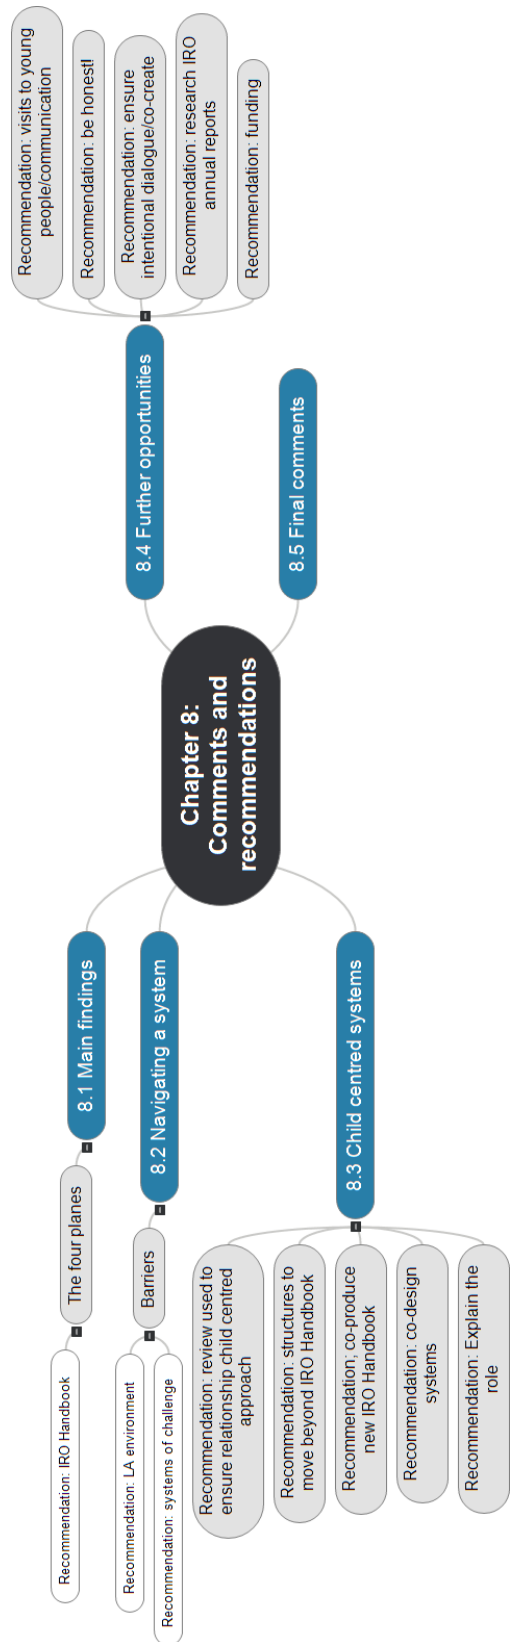 Chapter 8:
Comments and
recommendations
8.1 Main findings
The four planes
Recommendation: IRO Handbook
8.2 Navigating a system
Barriers
Recommendation: LA environment
Recommendation: systems of challenge
8.3 Child centred systems
Recommendation: review used to
ensure relationship child centred
approach
Recommendation: structures to
move beyond IRO Handbook
Recommendation; co-produce
new IRO Handbook
Recommendation: co-design
systems
Recommendation: Explain the
role
8.4 Further opportunities
Recommendation: visits to young
people/communication
Recommendation: be honest!
Recommendation: ensure
intentional dialogue/co-create
Recommendation: research IRO
annual reports
Recommendation: funding
8.5 Final comments